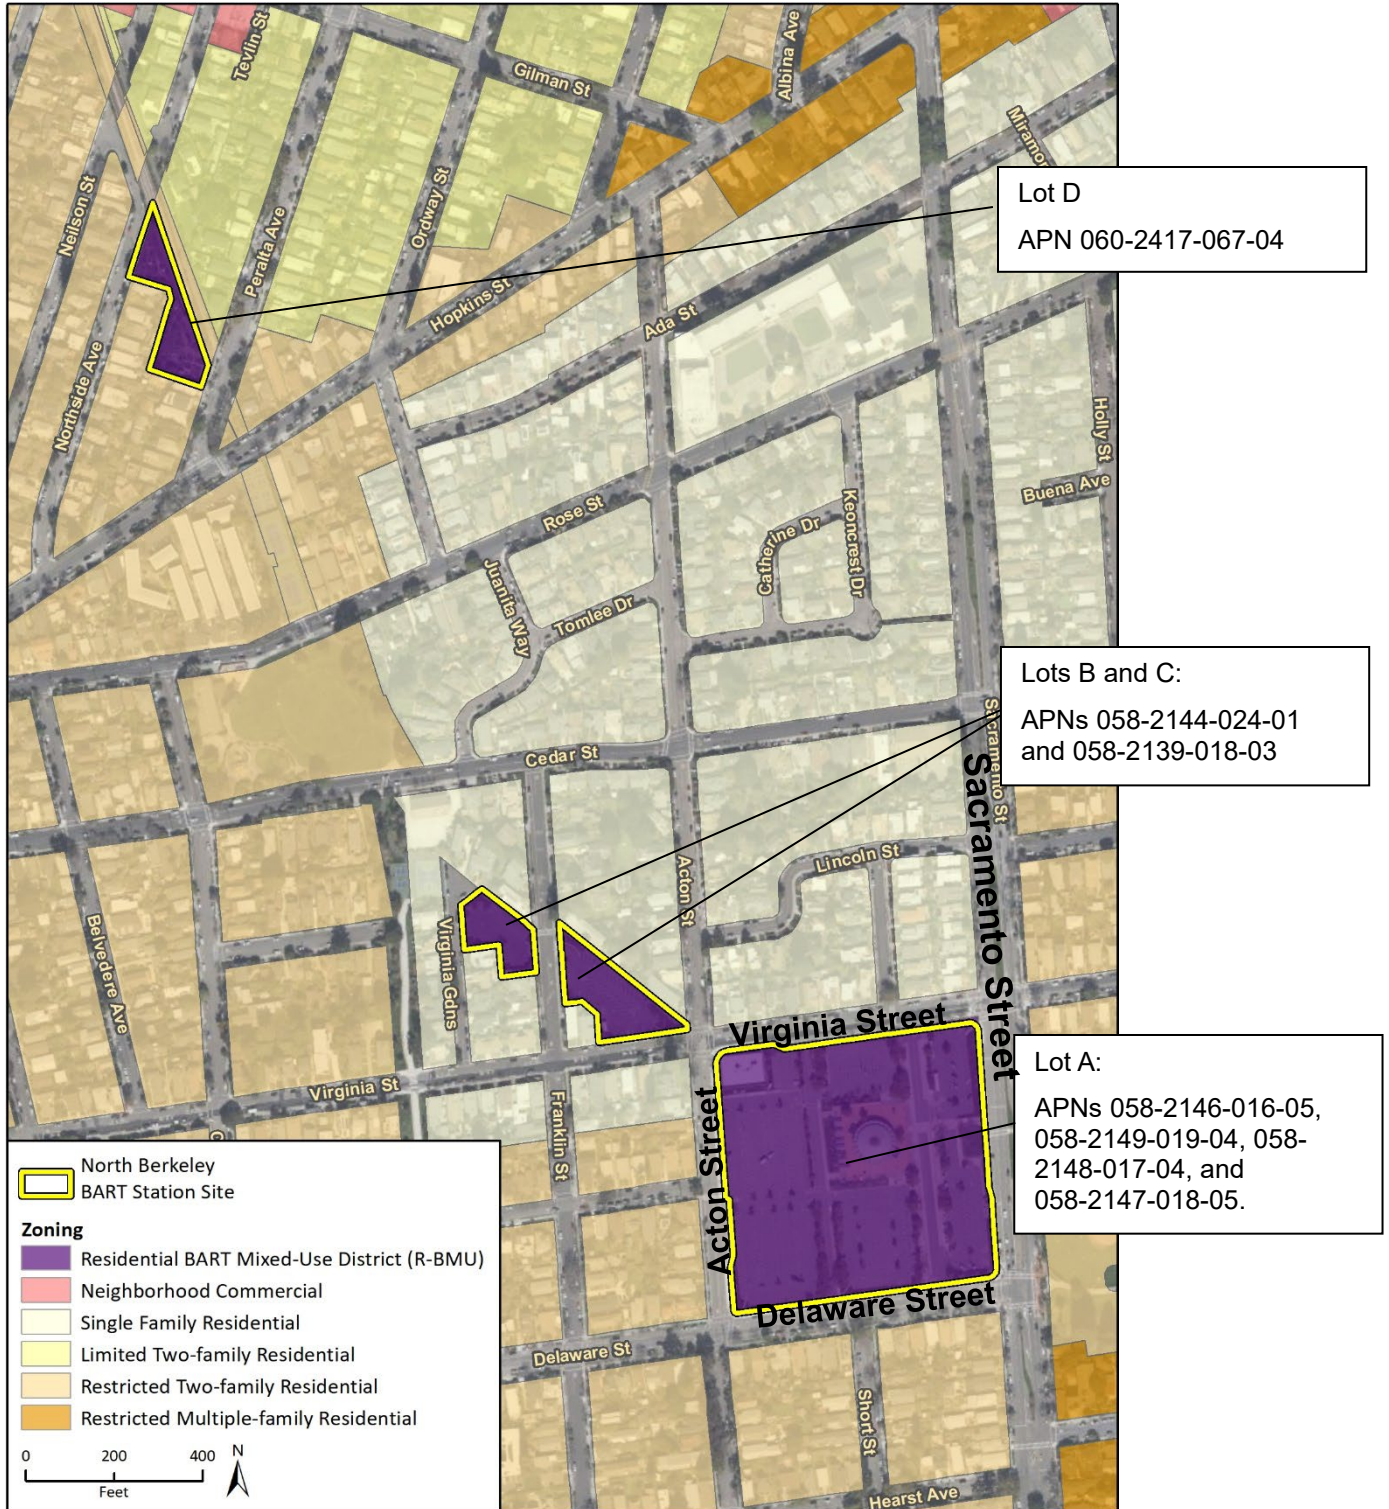 Tevlin St
Albina Ave
Gilman St
Neilson St
Ordway St
Peralta Ave
Lot D
APN 060-2417-067-04
Hopkins St
Ada St
Northside Ave
Holly St
Buena Ave
Rose St
Keoncrest Dr
Catherine Dr
Juanita Way
Tomlee Dr
Lots B and C:
APNs 058-2144-024-01
and 058-2139-018-03
Sacramento St
Cedar St
Sacramento Street
Lincoln St
Acton St
Belvedere Ave
Virginia Gdns
Virginia Street
Virginia St
Franklin St
Acton Street
Lot A:
APNs 058-2146-016-05,
058-2149-019-04, 058-
2148-017-04, and
058-2147-018-05.
Delaware Street
Delaware St
Short St
Hearst Ave
North Berkeley
BART Station Site
Zoning
Residential BART Mixed-Use District (R-BMU)
Neighborhood Commercial
Single Family Residential
Limited Two-family Residential
Restricted Two-family Residential
Restricted Multiple-family Residential
0 200 400
Feet
N